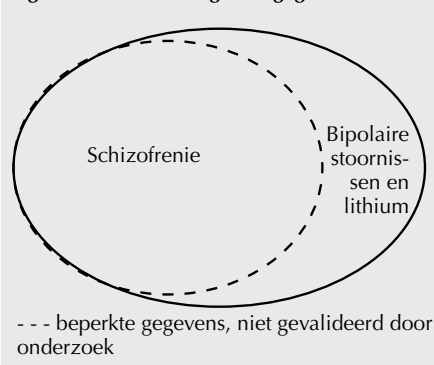 Schizofrenie
Bipolaire
stoornis-
sen en
lithium
- - - beperkte gegevens, niet gevalideerd door
onderzoek